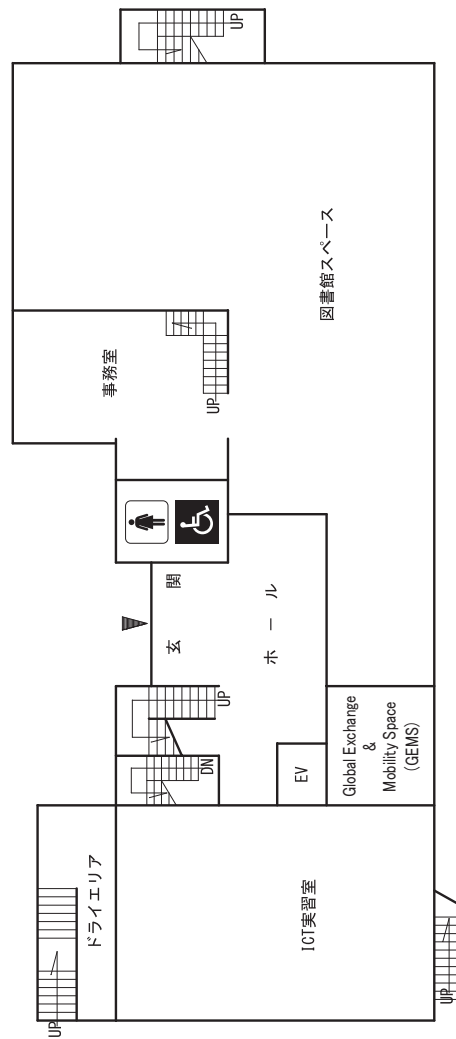 UP
図書館スペース
事務室
UP
玄関
ホール
UP
DN
EV
Global Exchange
&
Mobility Space
(GEMS)
ドライエリア
UP
ICT実習室
UP